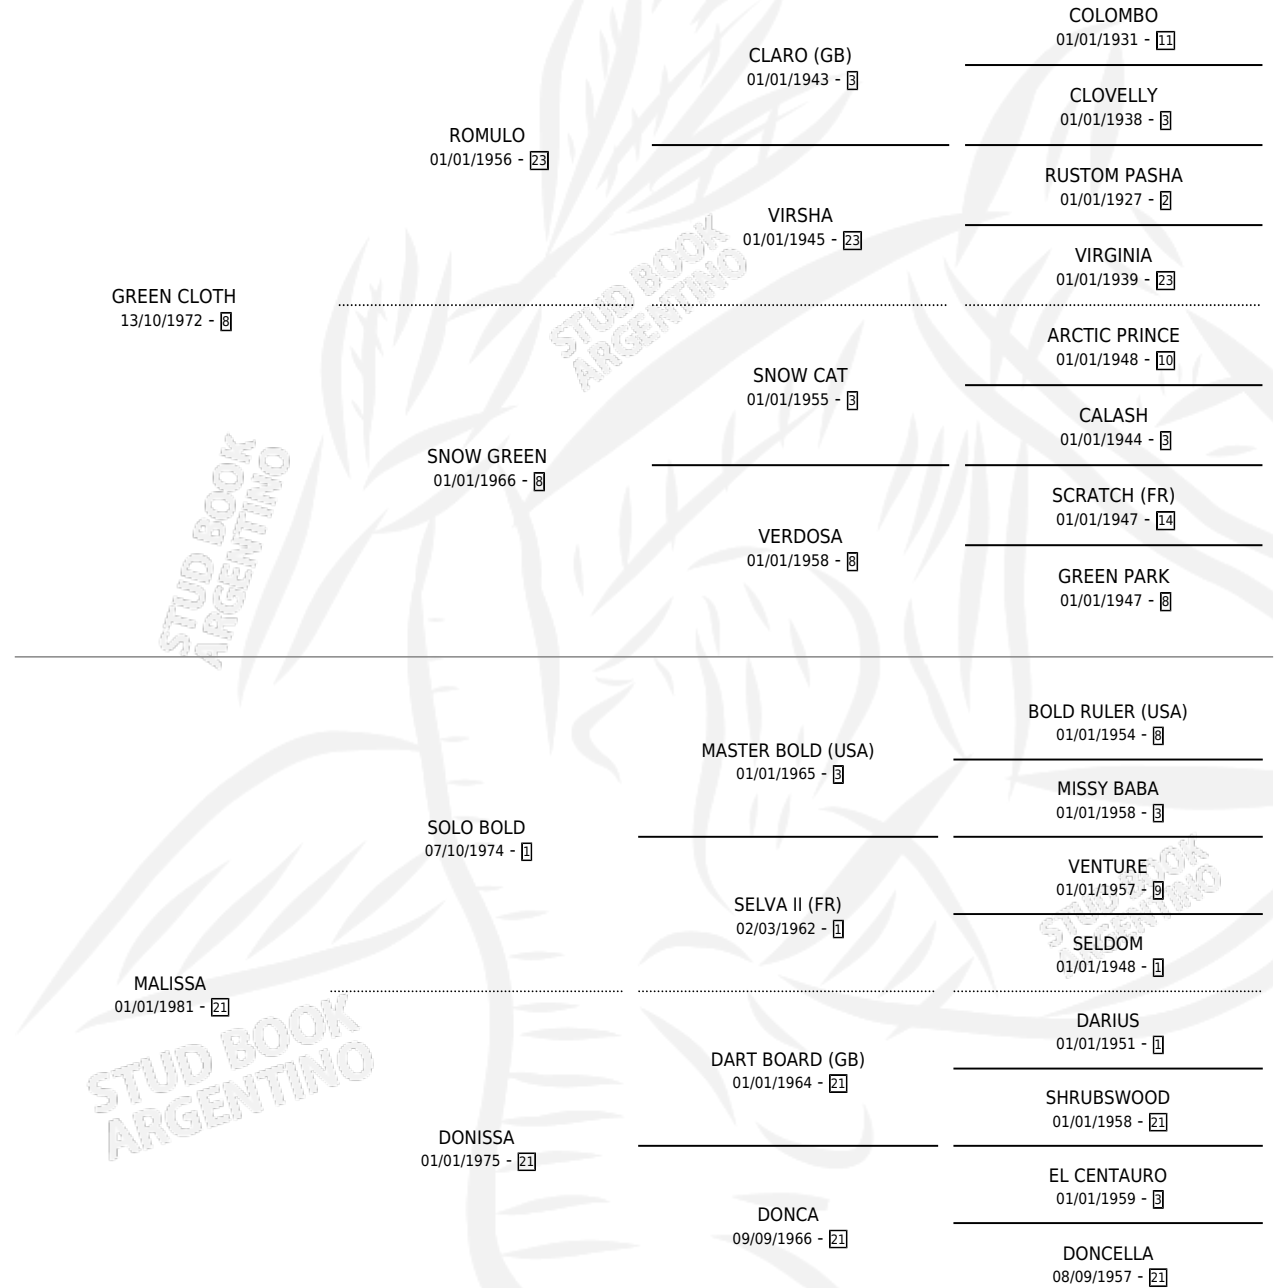 COLOMBO
01/01/1931 - 11
CLARO (GB)
01/01/1943 - 3
CLOVELLY
01/01/1938 - 3
ROMULO
01/01/1956 - 23
RUSTOM PASHA
01/01/1927 - 2
VIRSHA
01/01/1945 - 23
VIRGINIA
01/01/1939 - 23
GREEN CLOTH
13/10/1972 - 8
STUD BOOK
ARGENTINO
ARCTIC PRINCE
01/01/1948 - 10
SNOW CAT
01/01/1955 - 3
CALASH
01/01/1944 - 3
SNOW GREEN
01/01/1966 - 8
SCRATCH (FR)
01/01/1947 - 14
VERDOSA
01/01/1958 - 8
GREEN PARK
01/01/1947 - 8
STUD BOOK
ARGENTINO
BOLD RULER (USA)
01/01/1954 - 8
MASTER BOLD (USA)
01/01/1965 - 3
MISSY BABA
01/01/1958 - 3
SOLO BOLD
07/10/1974 - 1
VENTURE
01/01/1957 - 9
SELVA II (FR)
02/03/1962 - 1
STUD BOOK
ARGENTINO
SELDOM
01/01/1948 - 1
MALISSA
01/01/1981 - 21
DARIUS
01/01/1951 - 1
DART BOARD (GB)
01/01/1964 - 21
STUD BOOK
ARGENTINO
SHRUBSWOOD
01/01/1958 - 21
DONISSA
01/01/1975 - 21
EL CENTAURO
01/01/1959 - 3
DONCA
09/09/1966 - 21
DONCELLA
08/09/1957 - 21